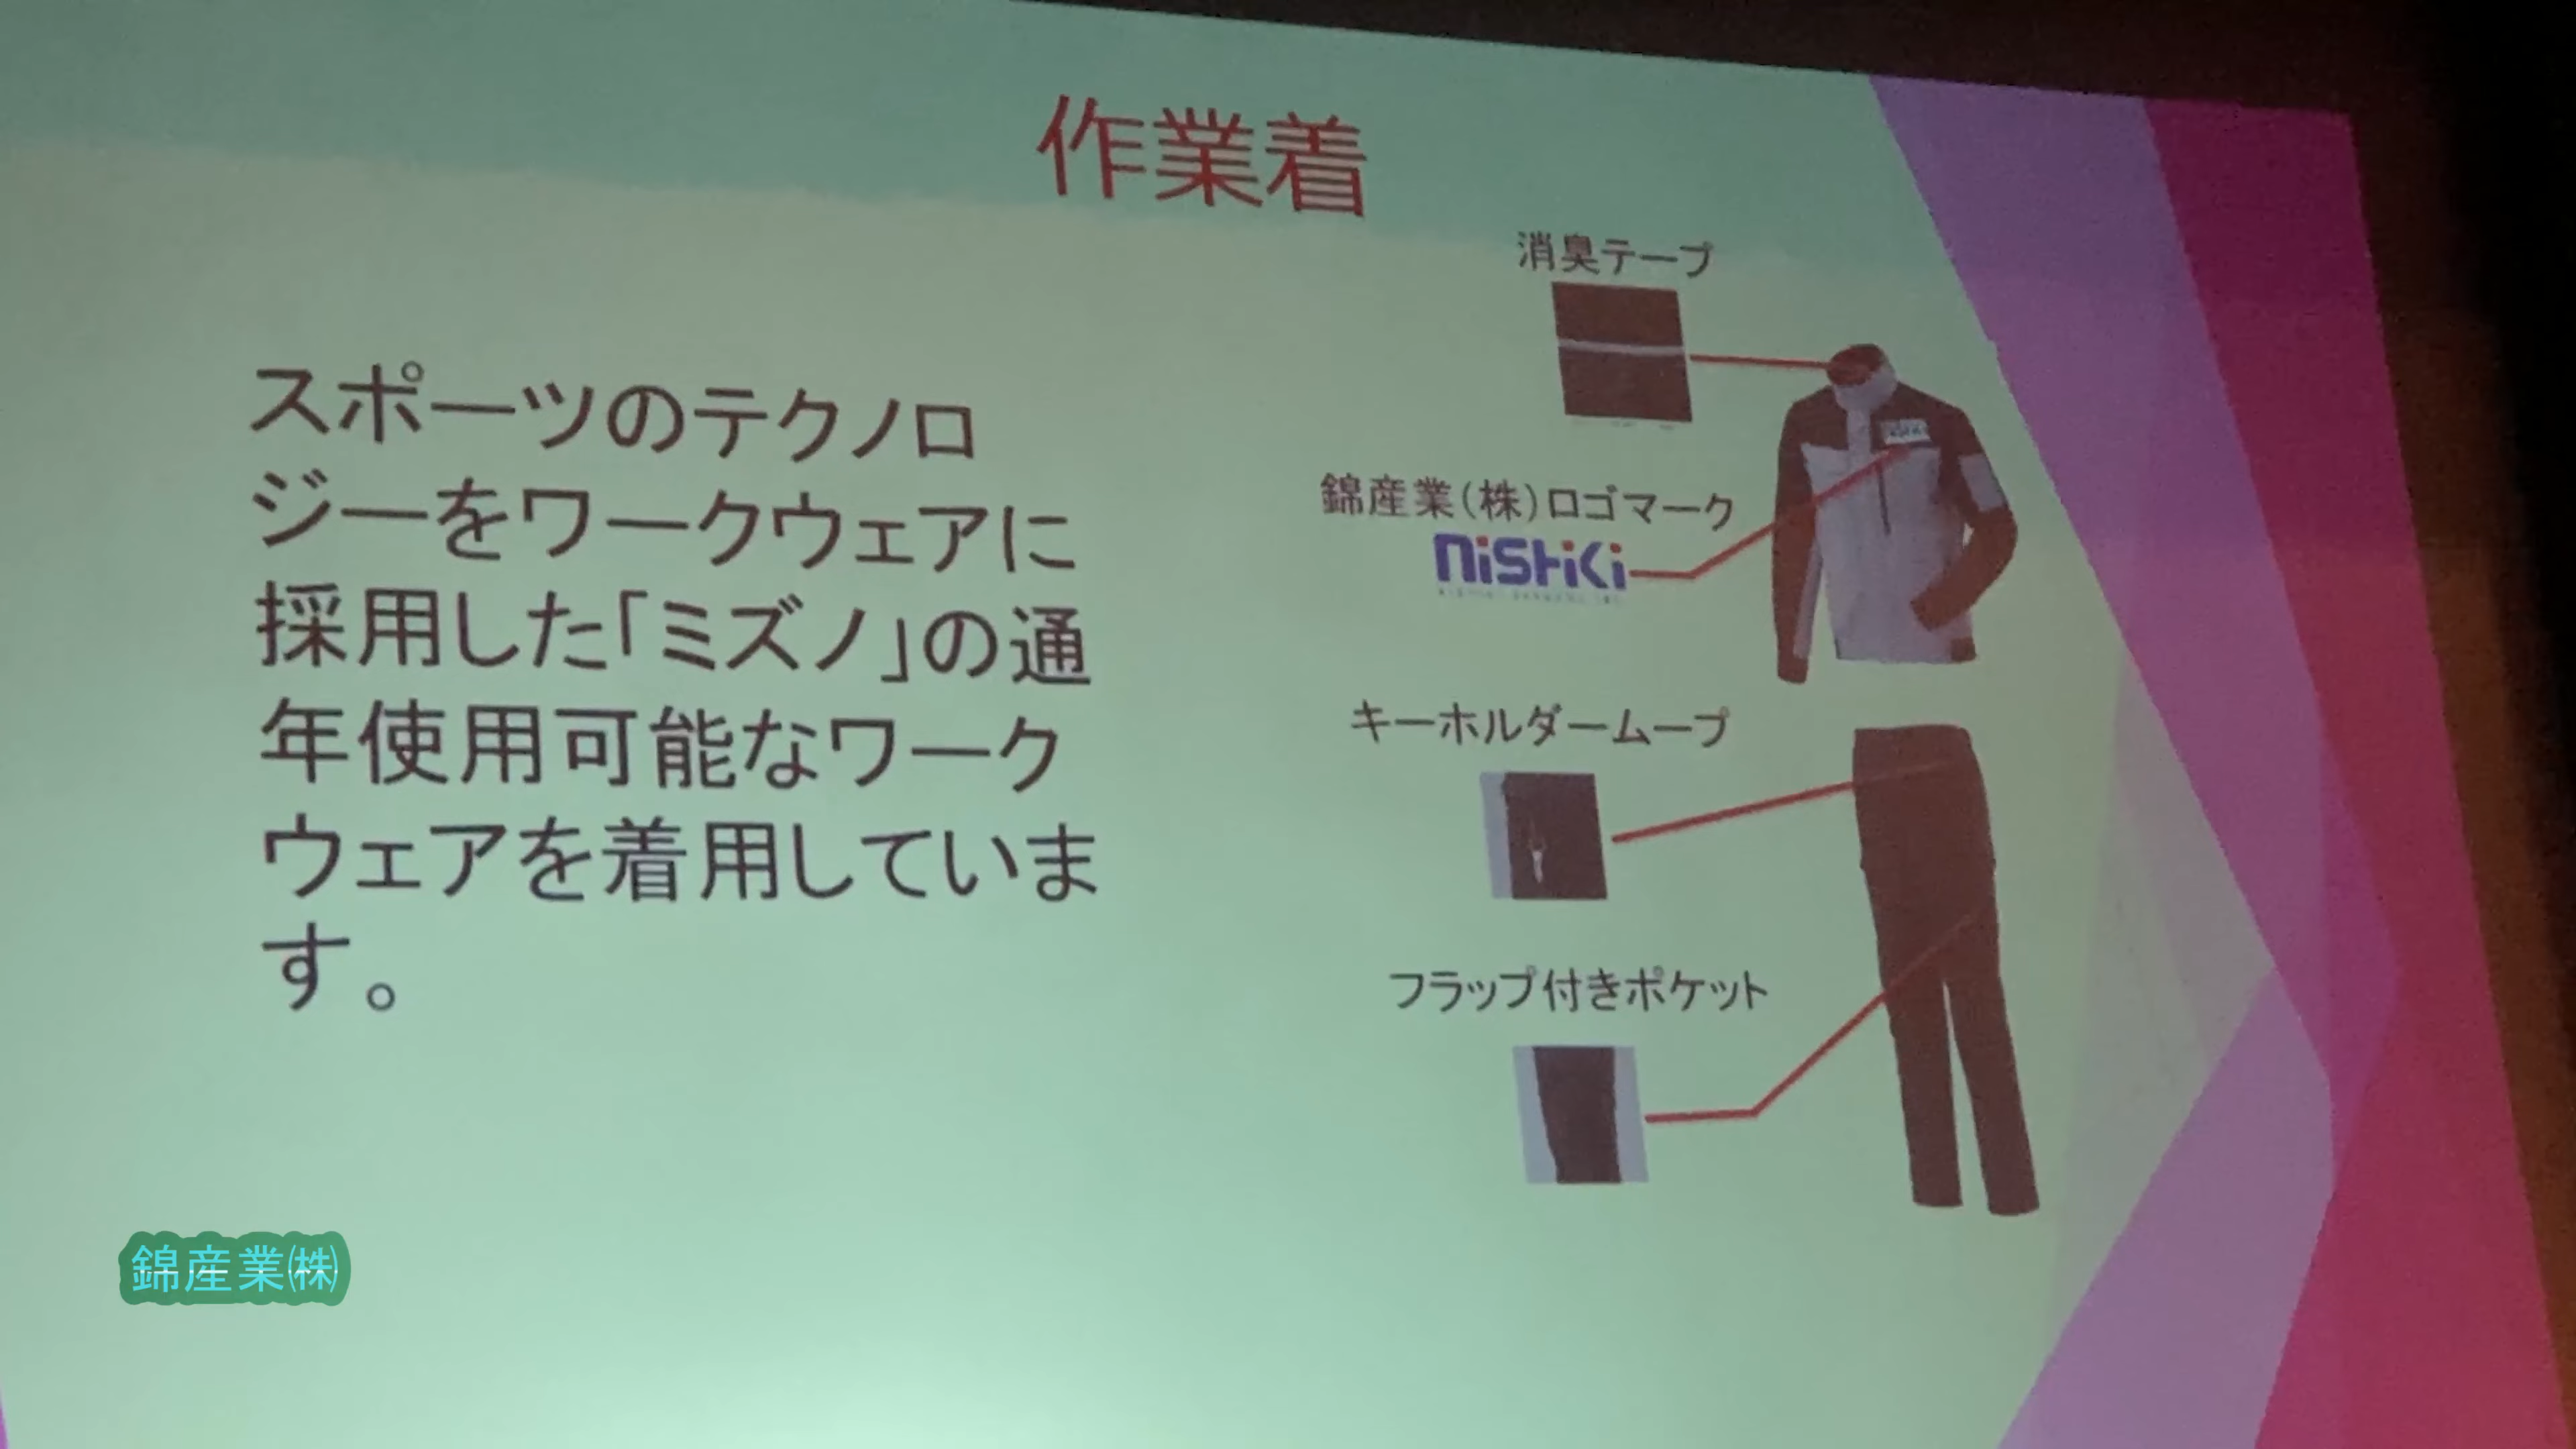 作業着
スポーツのテクノロ
ジーをワークウェアに
採用した「ミズノ」の通
年使用可能なワーク
ウェアを着用していま
す。
消臭テープ
錦産業(株)ロゴマーク
NiSHiKi
キーホルダームープ
フラップ付きポケット
錦産業㈱